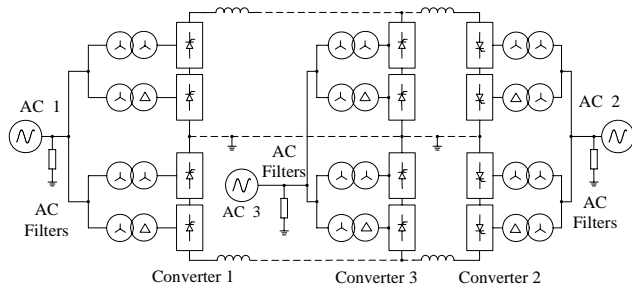 AC 1
AC 2
AC
Filters
AC 3
AC
Filters
AC
Filters
Converter 1
Converter 3
Converter 2